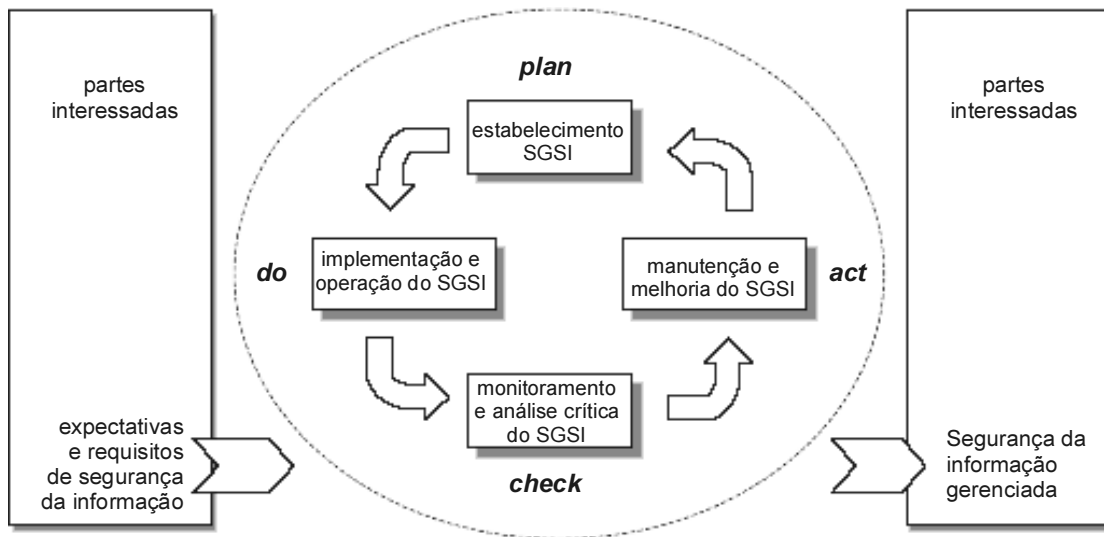 partes
interessadas
expectativas
e requisitos
de segurança
da informação
plan
estabelecimento
SGSI
do
implementação e
operação do SGSI
manutenção e
melhoria do SGSI
act
monitoramento
e análise crítica
do SGSI
check
partes
interessadas
Segurança da
informação
gerenciada